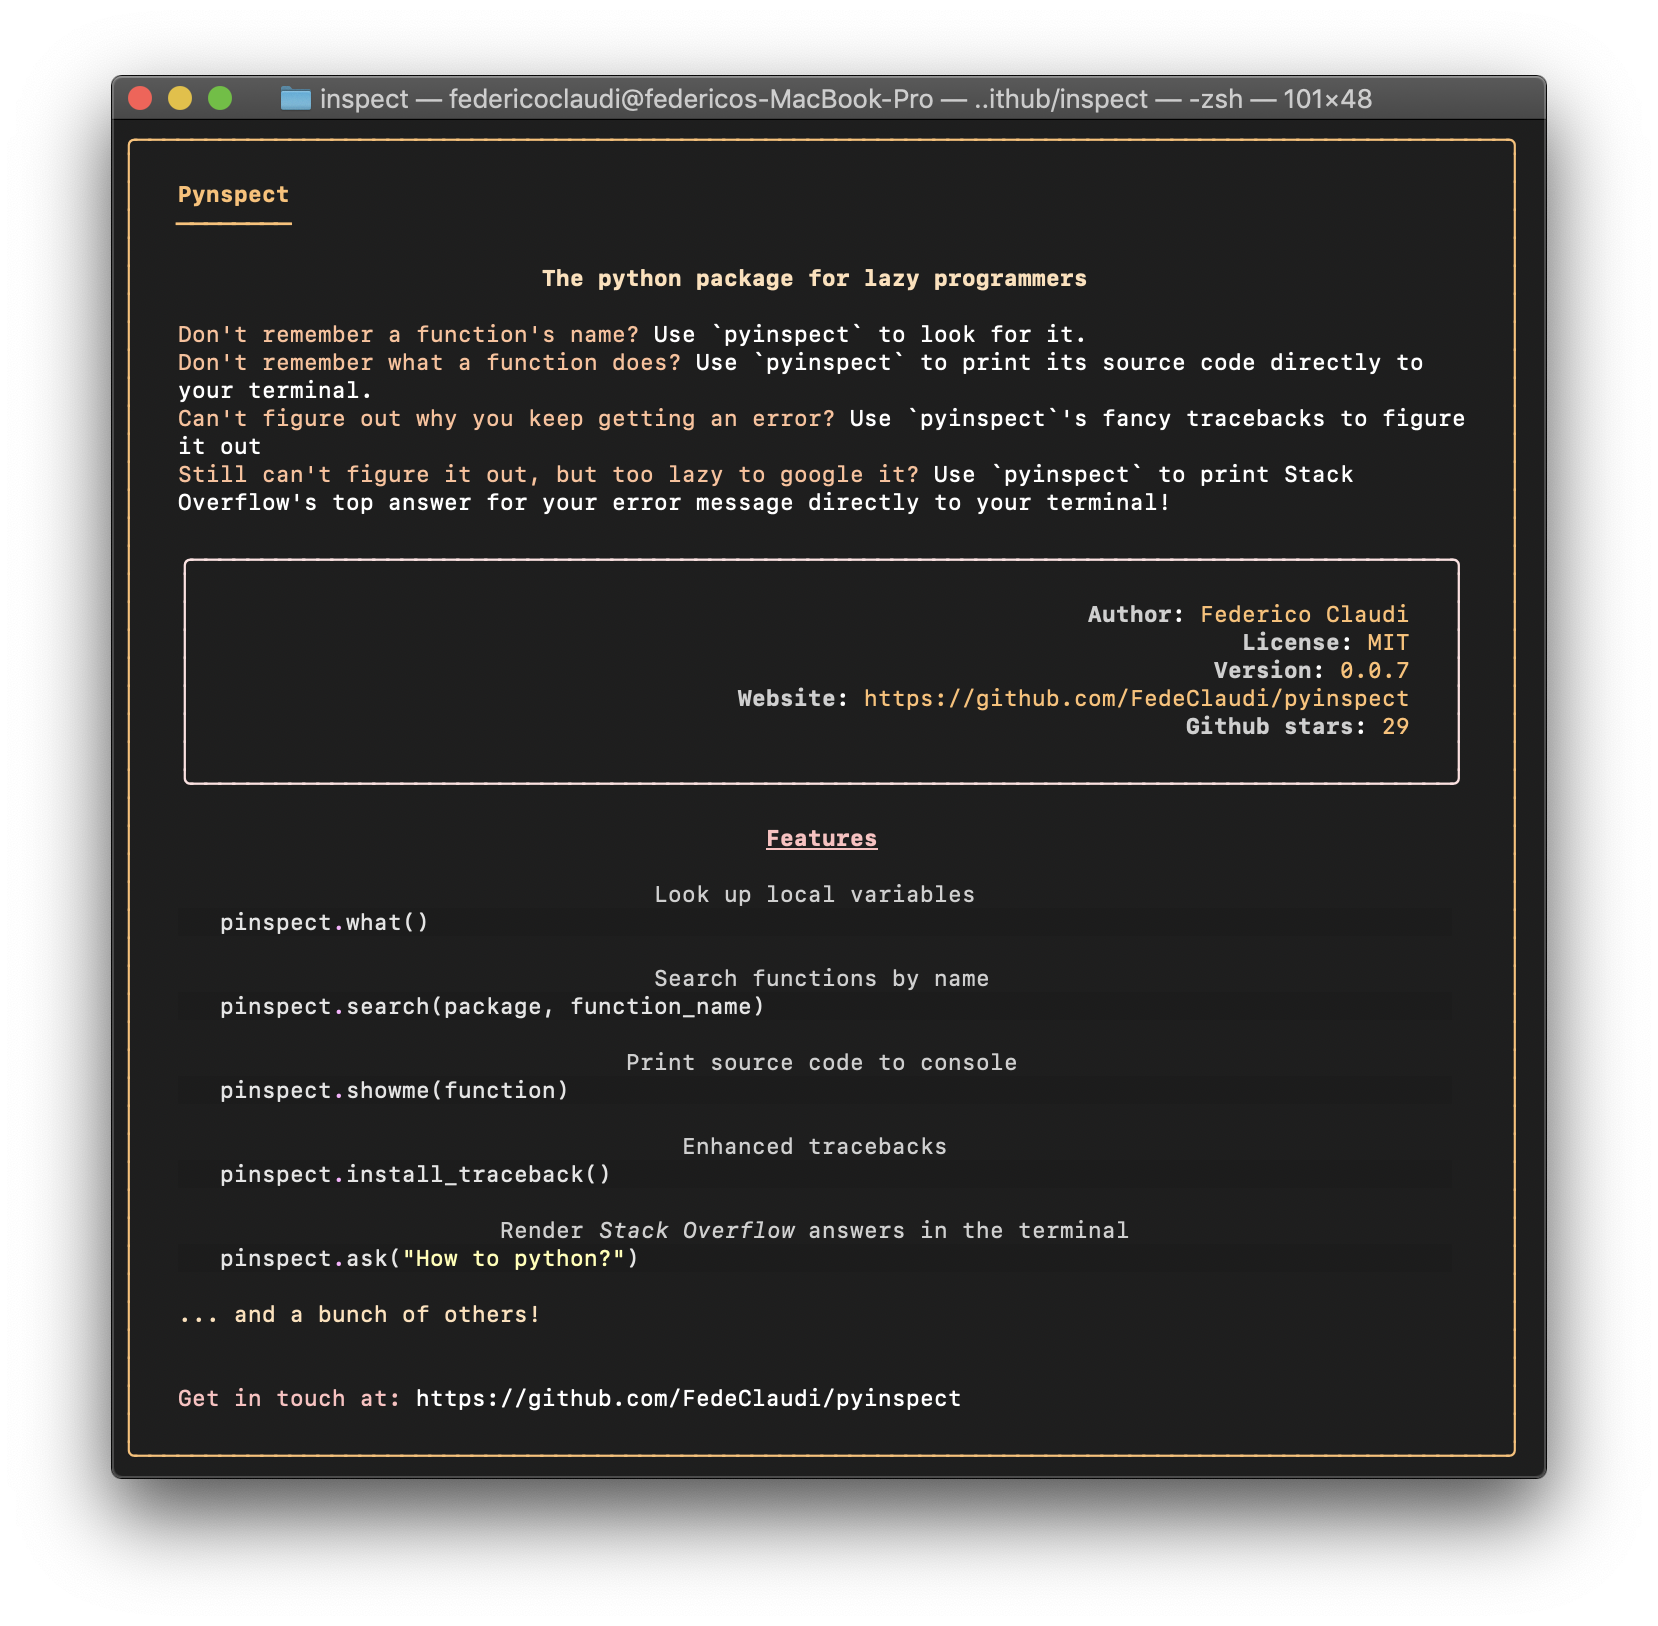 inspect — federicoclaudi@federicos-MacBook-Pro — ..ithub/inspect — -zsh — 101×48
Pynspect
The python package for lazy programmers
Don't remember a function's name? Use `pyinspect` to look for it.
Don't remember what a function does? Use `pyinspect` to print its source code directly to
your terminal.
Can't figure out why you keep getting an error? Use `pyinspect`'s fancy tracebacks to figure
it out
Still can't figure it out, but too lazy to google it? Use `pyinspect` to print Stack
Overflow's top answer for your error message directly to your terminal!
Author: Federico Claudi
License: MIT
Version: 0.0.7
Website: https://github.com/FedeClaudi/pyinspect
Github stars: 29
Features
Look up local variables
pinspect.what()
Search functions by name
pinspect.search(package, function_name)
Print source code to console
pinspect.showme(function)
Enhanced tracebacks
pinspect.install_traceback()
Render Stack Overflow answers in the terminal
pinspect.ask("How to python?")
... and a bunch of others!
Get in touch at: https://github.com/FedeClaudi/pyinspect